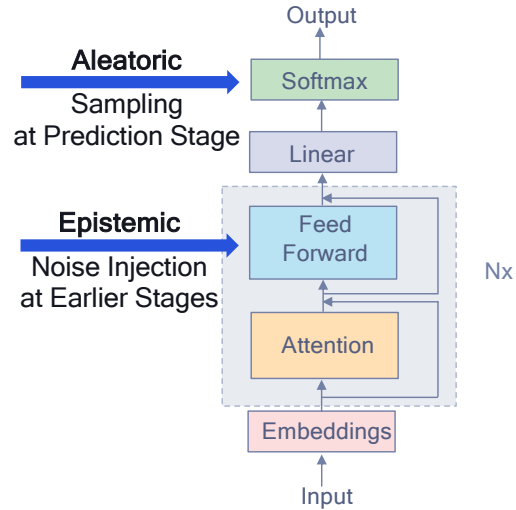 Output
Aleatoric
Sampling
at Prediction Stage
Softmax
Linear
Epistemic
Noise Injection
at Earlier Stages
Feed
Forward
Nx
Attention
Embeddings
Input